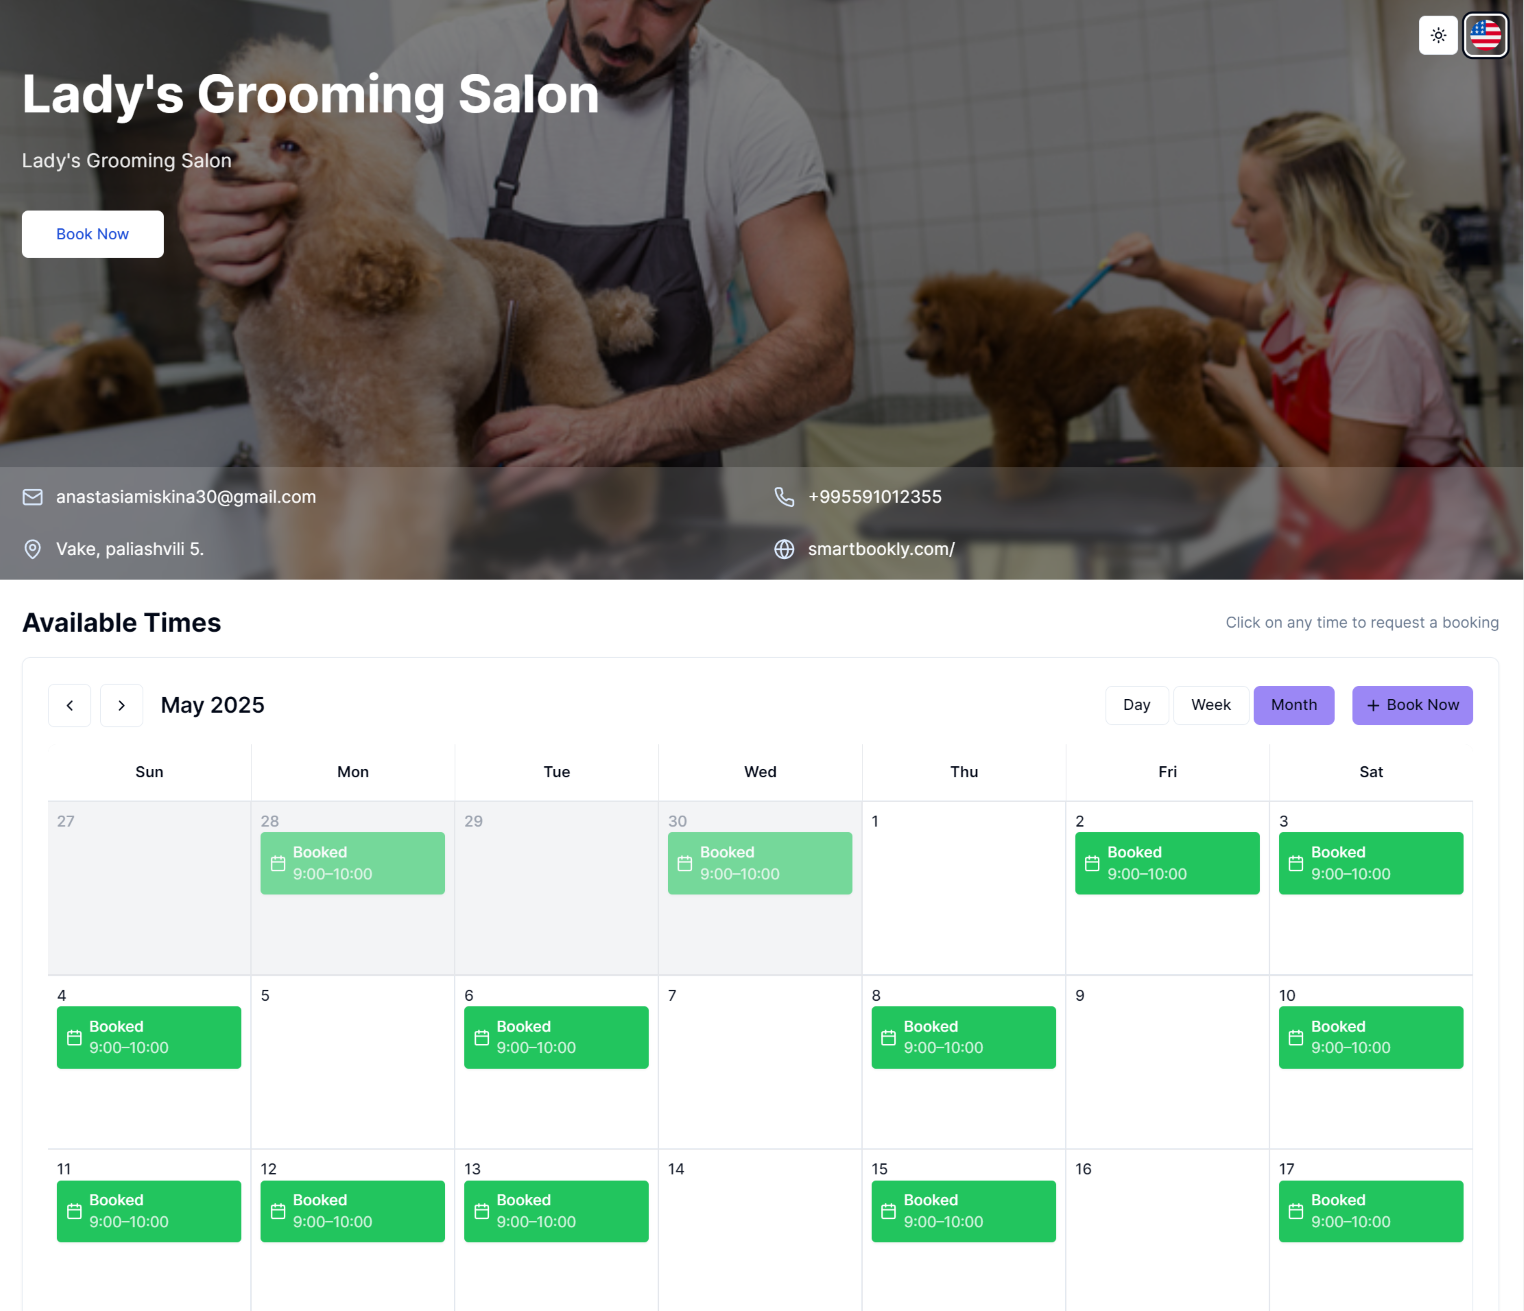 Lady's Grooming Salon
Lady's Grooming Salon
Book Now
anastasiamiskina30@gmail.com
+995591012355
Vake, paliashvili 5.
smartbookly.com/
Available Times
Click on any time to request a booking
May 2025
Day
Week
Month
+ Book Now
Sun
Mon
Tue
Wed
Thu
Fri
Sat
27
28
Booked
9:00–10:00
29
30
Booked
9:00–10:00
1
2
Booked
9:00–10:00
3
Booked
9:00–10:00
4
Booked
9:00–10:00
5
6
Booked
9:00–10:00
7
8
Booked
9:00–10:00
9
10
Booked
9:00–10:00
11
Booked
9:00–10:00
12
Booked
9:00–10:00
13
Booked
9:00–10:00
14
15
Booked
9:00–10:00
16
17
Booked
9:00–10:00